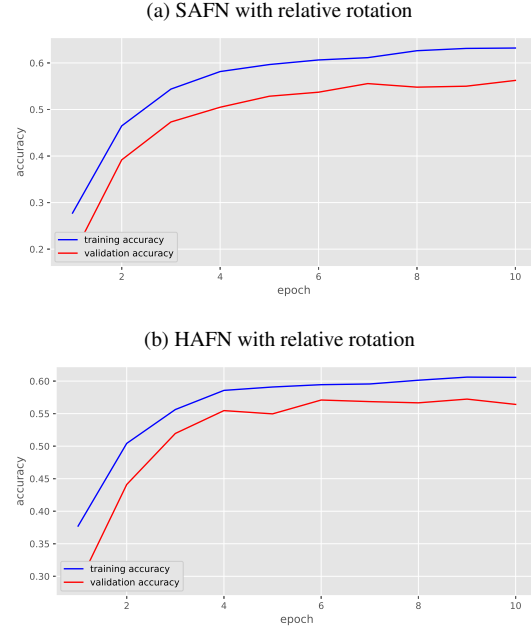 (a) SAFN with relative rotation
0.6
0.5
0.4
0.3
0.2
accuracy
training accuracy
validation accuracy
2 4 6 8 10
epoch
(b) HAFN with relative rotation
0.60
0.55
0.50
0.45
0.40
0.35
0.30
accuracy
training accuracy
validation accuracy
2 4 6 8 10
epoch